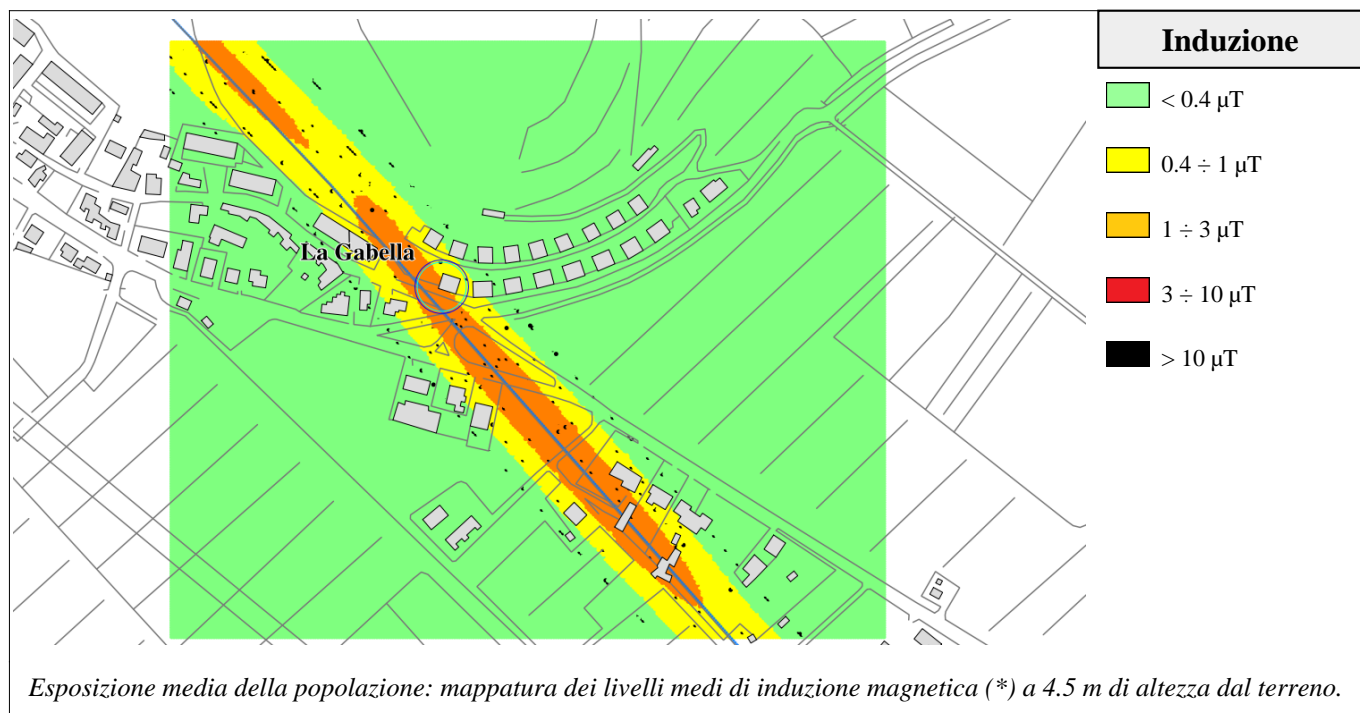 Induzione
< 0.4 µT
0.4 ÷ 1 µT
1 ÷ 3 µT
3 ÷ 10 µT
> 10 µT
La Gabella
Esposizione media della popolazione: mappatura dei livelli medi di induzione magnetica (*) a 4.5 m di altezza dal terreno.